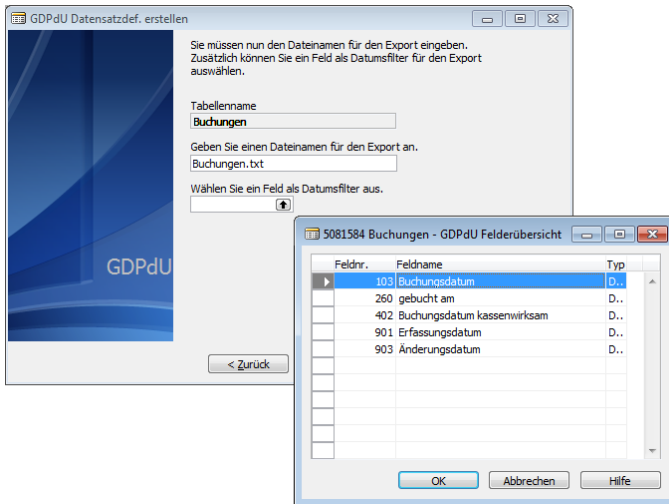 GDPdU Datensatzdef. erstellen
Sie müssen nun den Dateinamen für den Export eingeben.
Zusätzlich können Sie ein Feld als Datumsfilter für den Export
auswählen.
Tabellenname
Buchungen
Geben Sie einen Dateinamen für den Export an.
Buchungen.txt
Wählen Sie ein Feld als Datumsfilter aus.
GDPdU
< Zurück
5081584 Buchungen - GDPdU Felderübersicht
Feldnr. Feldname Typ
103 Buchungsdatum D..
260 gebucht am D..
402 Buchungsdatum kassenwirksam D..
901 Erfassungsdatum D..
903 Änderungsdatum D..
OK Abbrechen Hilfe